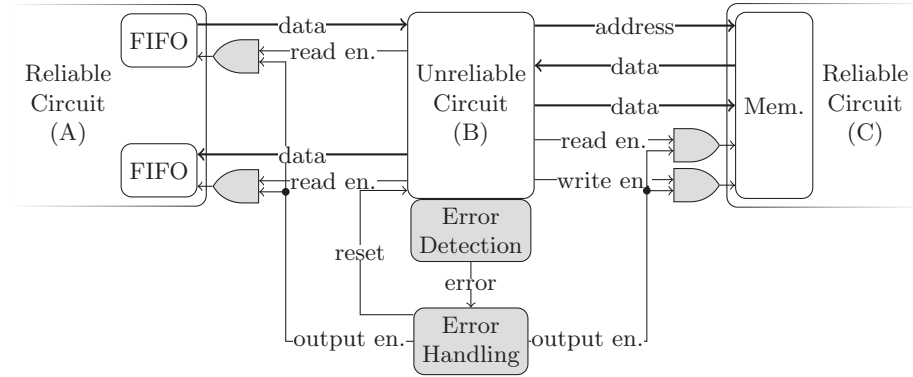 FIFO
data
read en.
Reliable
Circuit
(A)
FIFO
data
read en.
Unreliable
Circuit
(B)
address
data
data
read en.
write en.
Mem.
Reliable
Circuit
(C)
Error
Detection
reset
error
output en.
Error
Handling
output en.